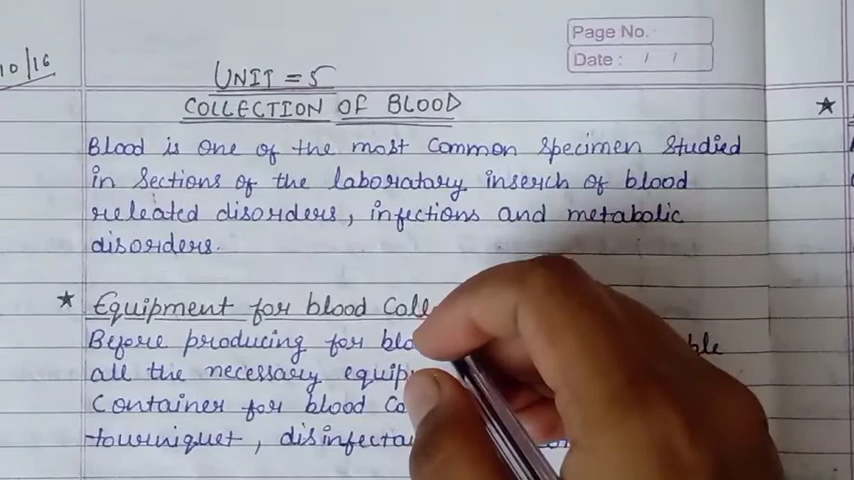 Page No.
Date : / /
10/16
UNIT = 5
COLLECTION OF BLOOD
Blood is one of the most common specimen studied
in sections of the laboratary inserch of blood
releated disorders, infections and metabolic
disorders.
Equipment for blood Coll
Before producing for blo
all the necessary equip
Container for blood Co
tourniquet, disinfecta